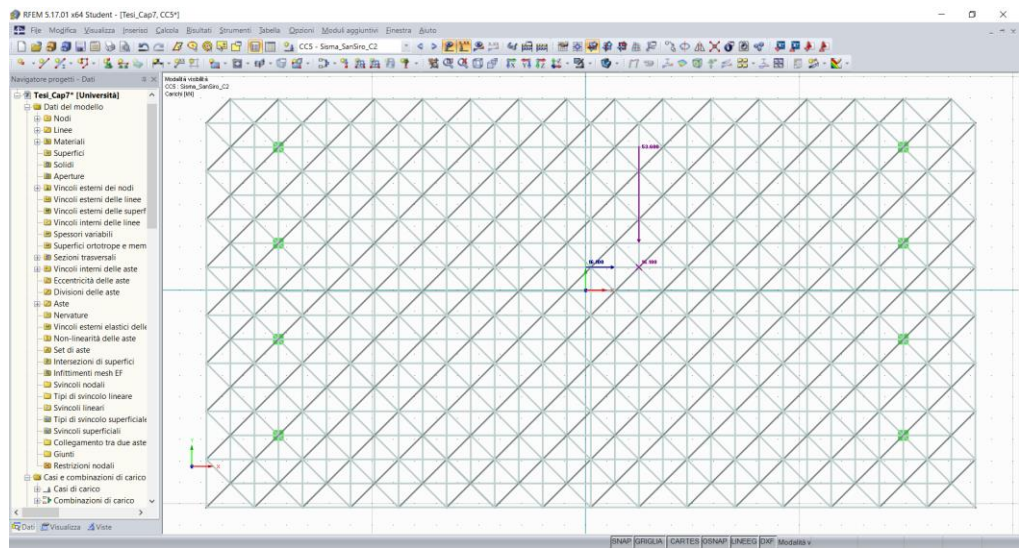 RFEM 5.17.01 x64 Student - [Tesi_Cap7, CC5*]
File Modifica Visualizza Inserisci Calcola Risultati Strumenti Tabella Opzioni Moduli aggiuntivi Finestra Aiuto
CC5 - Sisma_SanSiro_C2
Navigatore progetti - Dati
Tesi_Cap7* [Università]
Dati del modello
Nodi
Linee
Materiali
Superfici
Solidi
Aperture
Vincoli esterni dei nodi
Vincoli esterni delle linee
Vincoli esterni delle superf
Vincoli interni delle linee
Spessori variabili
Superfici ortotrope e mem
Sezioni trasversali
Vincoli interni delle aste
Eccentricità delle aste
Divisioni delle aste
Aste
Nervature
Vincoli esterni elastici delle
Non-linearità delle aste
Set di aste
Intersezioni di superfici
Infittimenti mesh EF
Svincoli nodali
Tipi di svincolo lineare
Svincoli lineari
Tipi di svincolo superficiale
Svincoli superficiali
Collegamento tra due aste
Giunti
Restrizioni nodali
Casi e combinazioni di carico
Casi di carico
Combinazioni di carico
Dati Visualizza Viste
Modalità visibilità
CC5 : Sisma_SanSiro_C2
Carichi [kN]
X
SNAP GRIGLIA CARTES OSNAP LINEEG DXF Modalità v